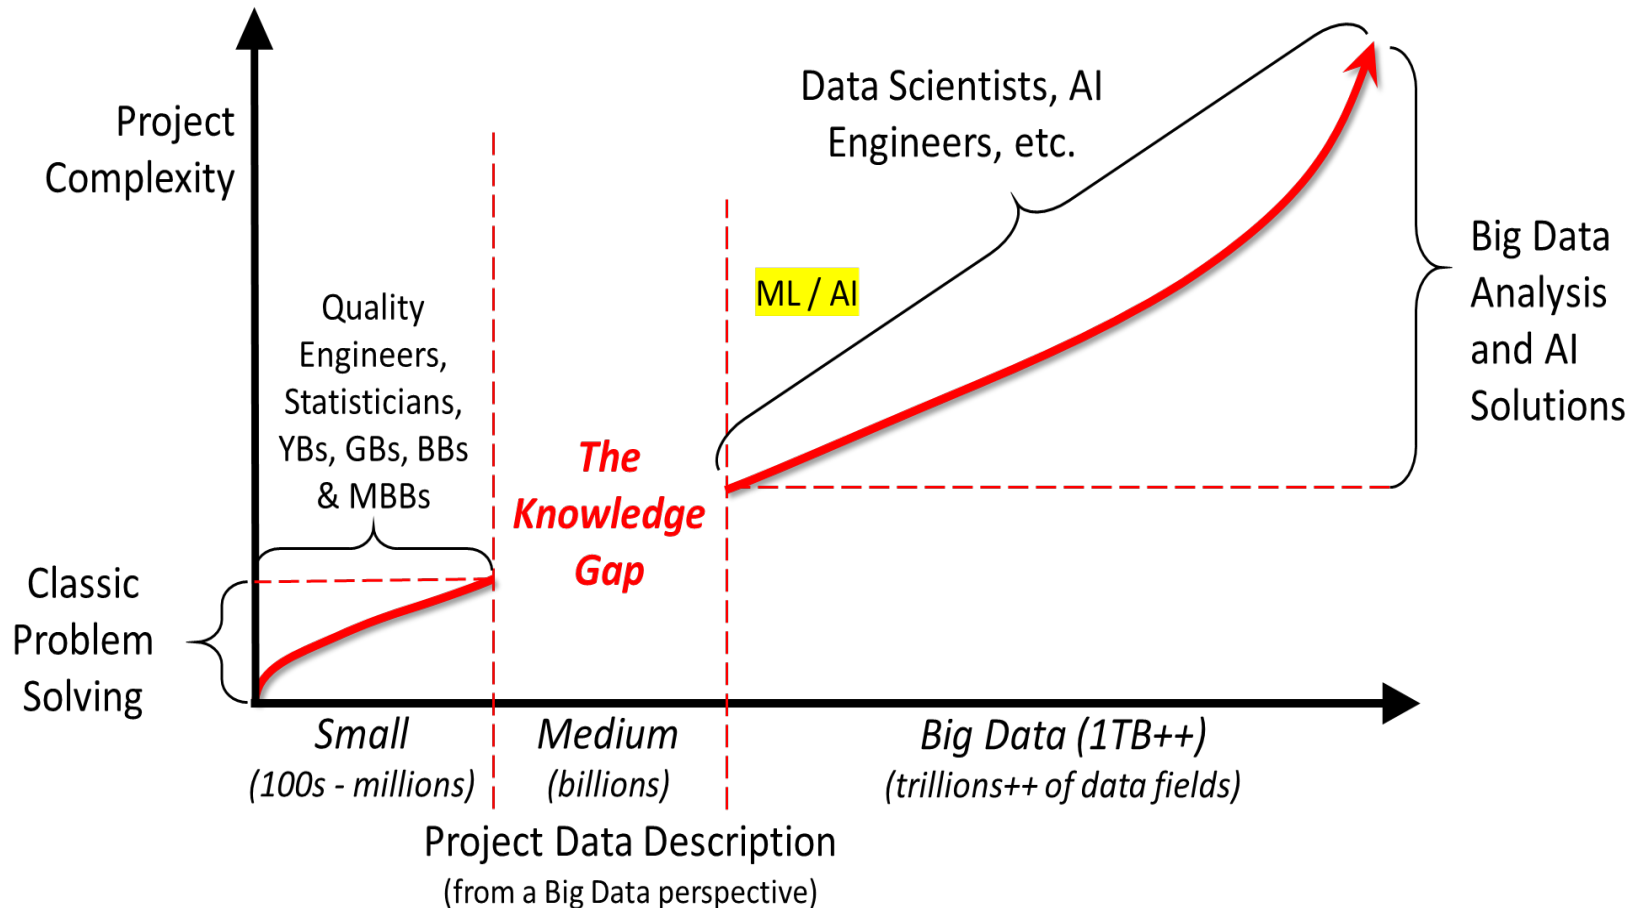 Project
Complexity
Data Scientists, AI
Engineers, etc.
ML / AI
Big Data
Analysis
and AI
Solutions
Quality
Engineers,
Statisticians,
YBs, GBs, BBs
& MBBs
The
Knowledge
Gap
Classic
Problem
Solving
Small
(100s - millions)
Medium
(billions)
Big Data (1TB++)
(trillions++ of data fields)
Project Data Description
(from a Big Data perspective)